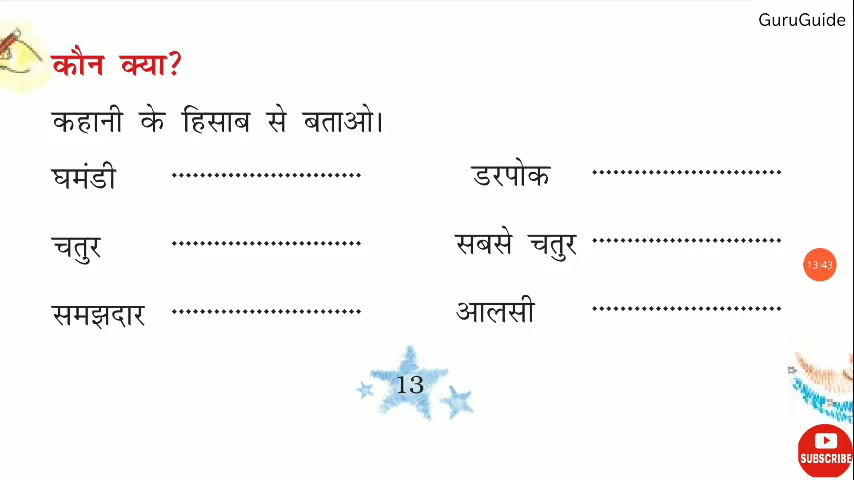 GuruGuide
कौन क्या?
कहानी के हिसाब से बताओ।
घमंडी ........................... डरपोक ...........................
चतुर ........................... सबसे चतुर ...........................
समझदार ........................... आलसी ...........................
13:43
13
SUBSCRIBE